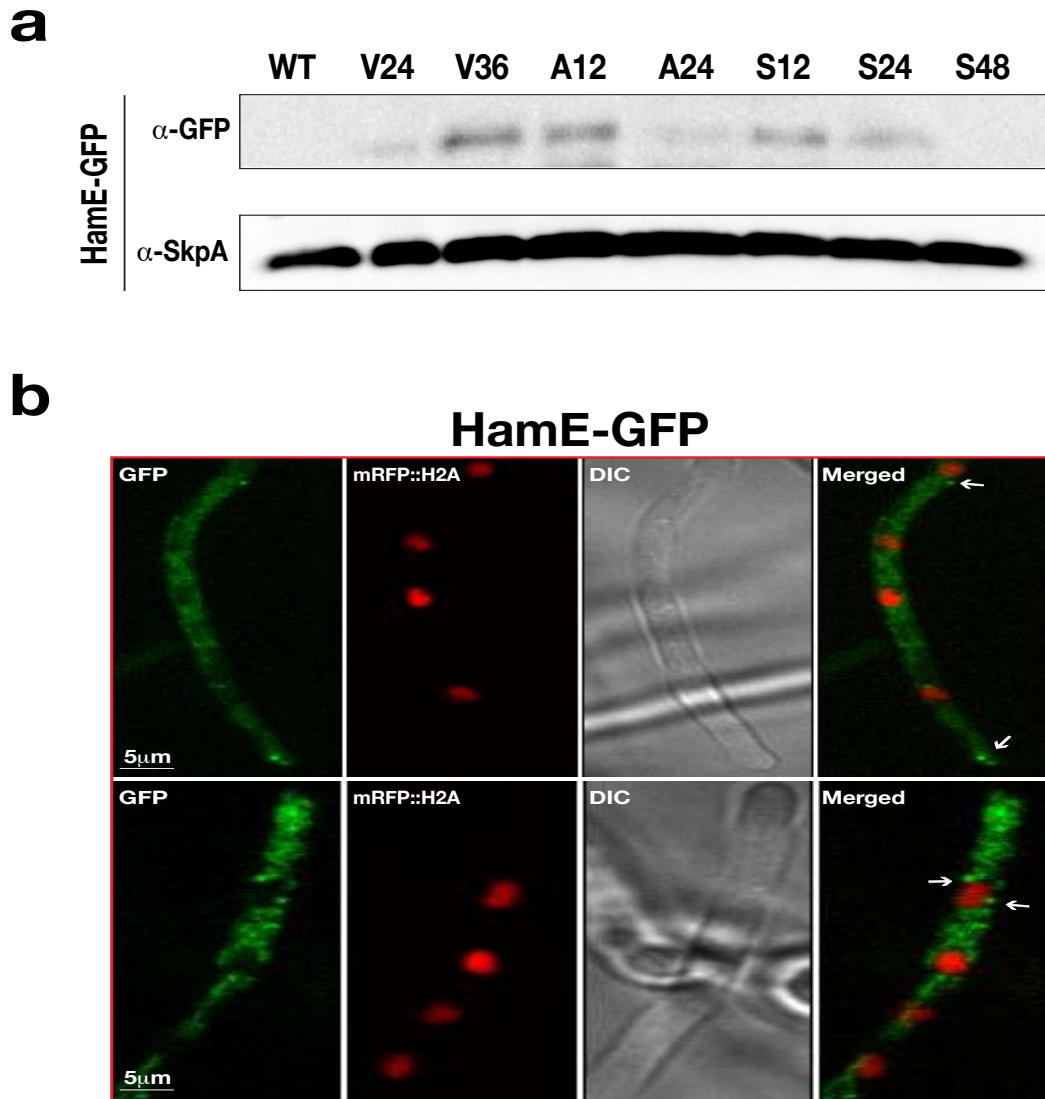 a
WT V24 V36 A12 A24 S12 S24 S48
HamE-GFP
α-GFP
α-SkpA
b
HamE-GFP
GFP mRFP::H2A DIC Merged
5μm
GFP mRFP::H2A DIC Merged
5μm